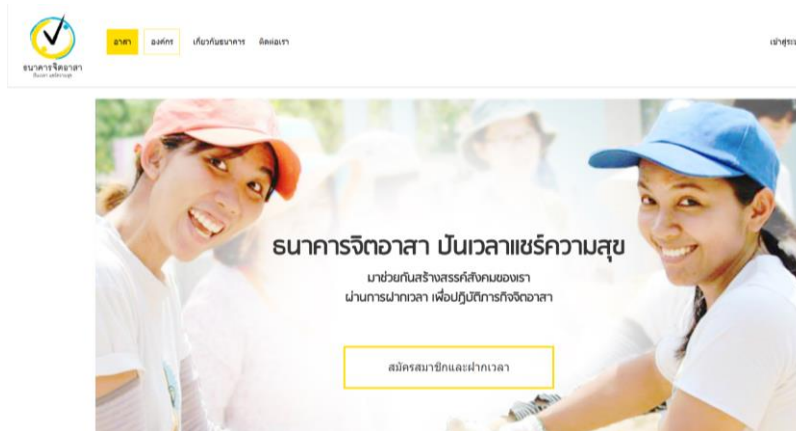 อาสา
องค์กร
เกี่ยวกับธนาคาร
ติดต่อเรา
ธนาคารจิตอาสา
ธนาคารจิตอาสา ปันเวลาแชร์ความสุข
มาช่วยกันสร้างสรรค์สังคมของเรา
ผ่านการฝากเวลา เพื่อปฏิบัติภารกิจจิตอาสา
สมัครสมาชิกและฝากเวลา